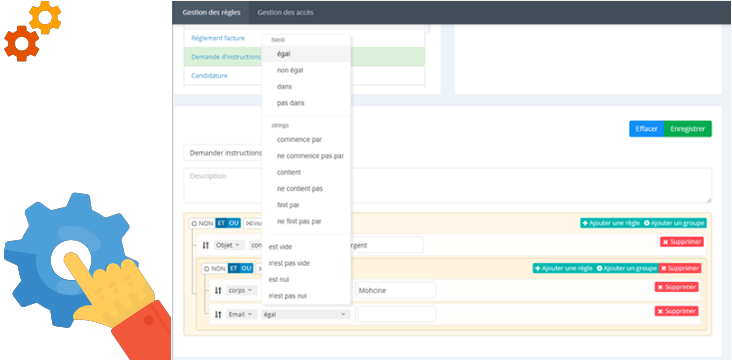 Gestion des règles Gestion des accès
Règlement facture
Demande d'instructions
Candidature
basic
égal
non égal
dans
pas dans
strings
commence par
ne commence pas par
contient
ne contient pas
finit par
ne finit pas par
est vide
n'est pas vide
est nul
n'est pas nul
Effacer Enregistrer
Demander instructions
Description
NON ET OU Ajouter une règle Ajouter un groupe
Objet Supprimer
NON ET OU Ajouter une règle Ajouter un groupe Supprimer
corps Mohcine Supprimer
Email égal Supprimer